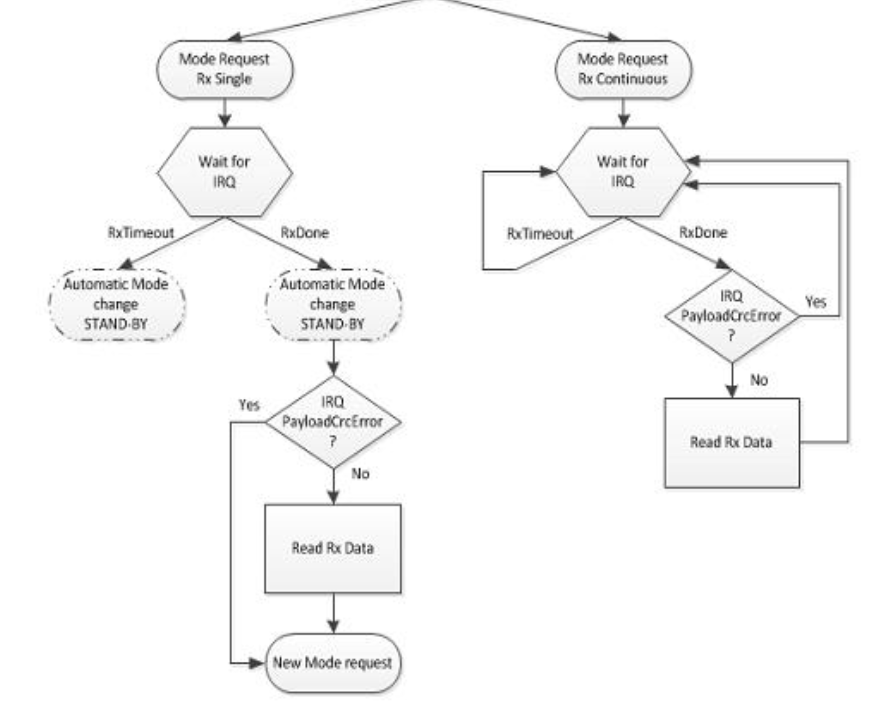 Mode Request
Rx Single
Wait for
IRQ
RxTimeout
RxDone
Automatic Mode
change
STAND-BY
Automatic Mode
change
STAND-BY
IRQ
PayloadCrcError
?
Yes
No
Read Rx Data
New Mode request
Mode Request
Rx Continuous
Wait for
IRQ
RxTimeout
RxDone
IRQ
PayloadCrcError
?
Yes
No
Read Rx Data